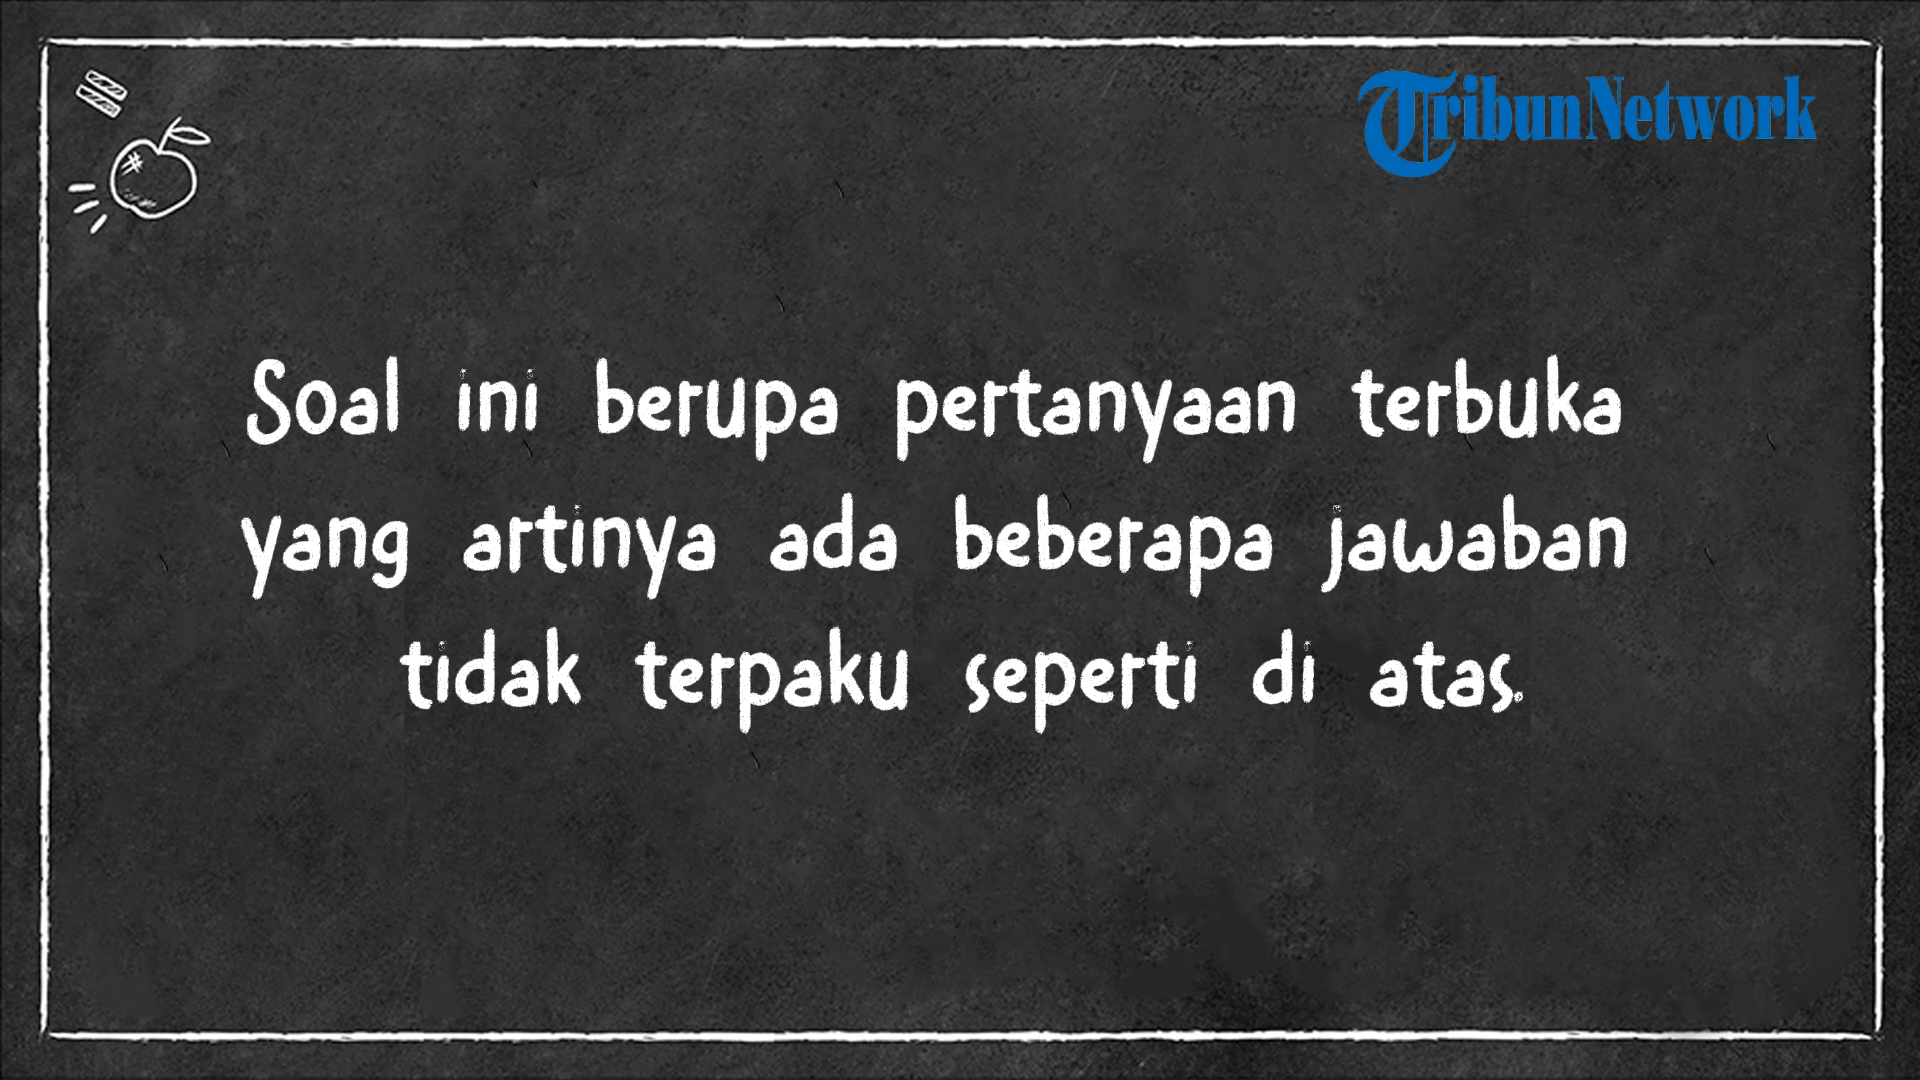 TribunNetwork
Soal ini berupa pertanyaan terbuka
yang artinya ada beberapa jawaban
tidak terpaku seperti di atas.